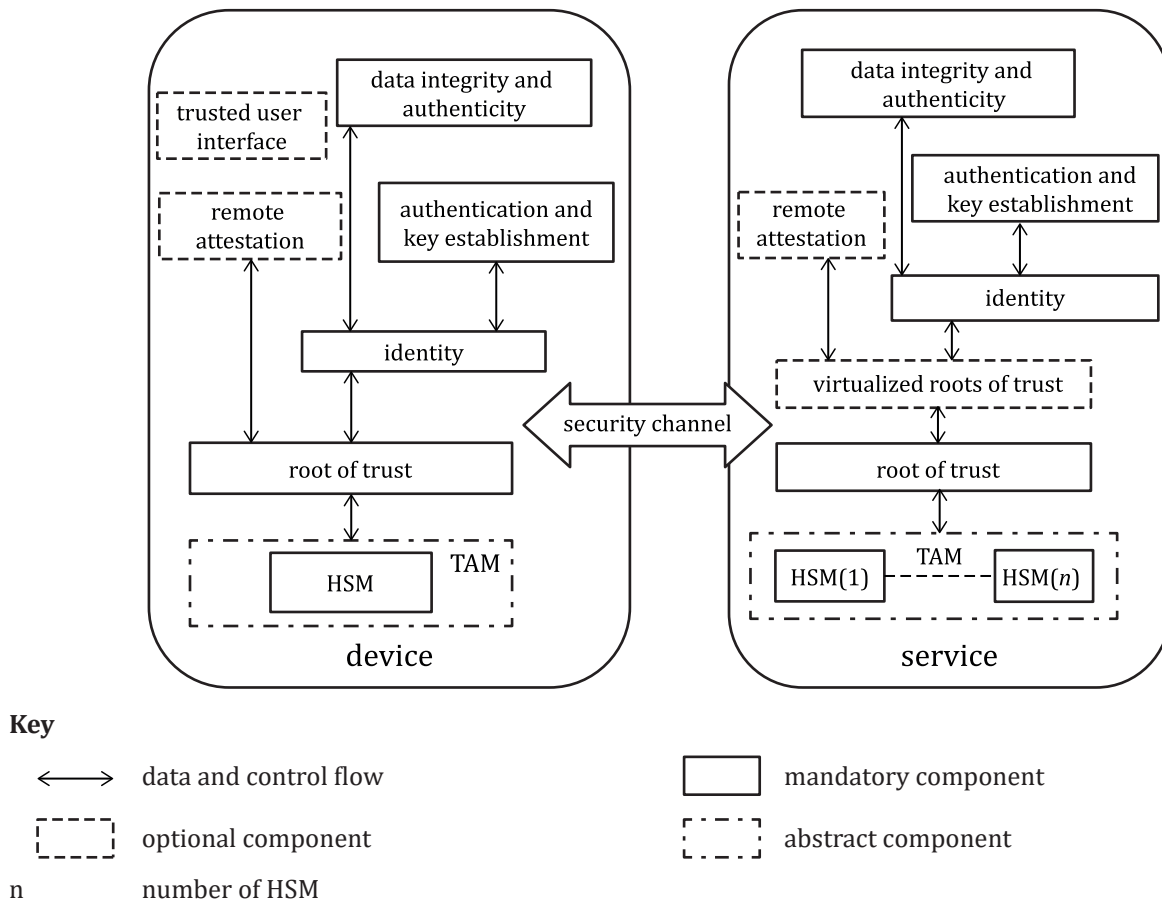 data integrity and
authenticity
trusted user
interface
remote
attestation
authentication and
key establishment
identity
root of trust
TAM
HSM
device
security channel
data integrity and
authenticity
authentication and
key establishment
remote
attestation
identity
virtualized roots of trust
root of trust
TAM
HSM(1)
HSM(n)
service
Key
data and control flow
mandatory component
optional component
abstract component
n number of HSM